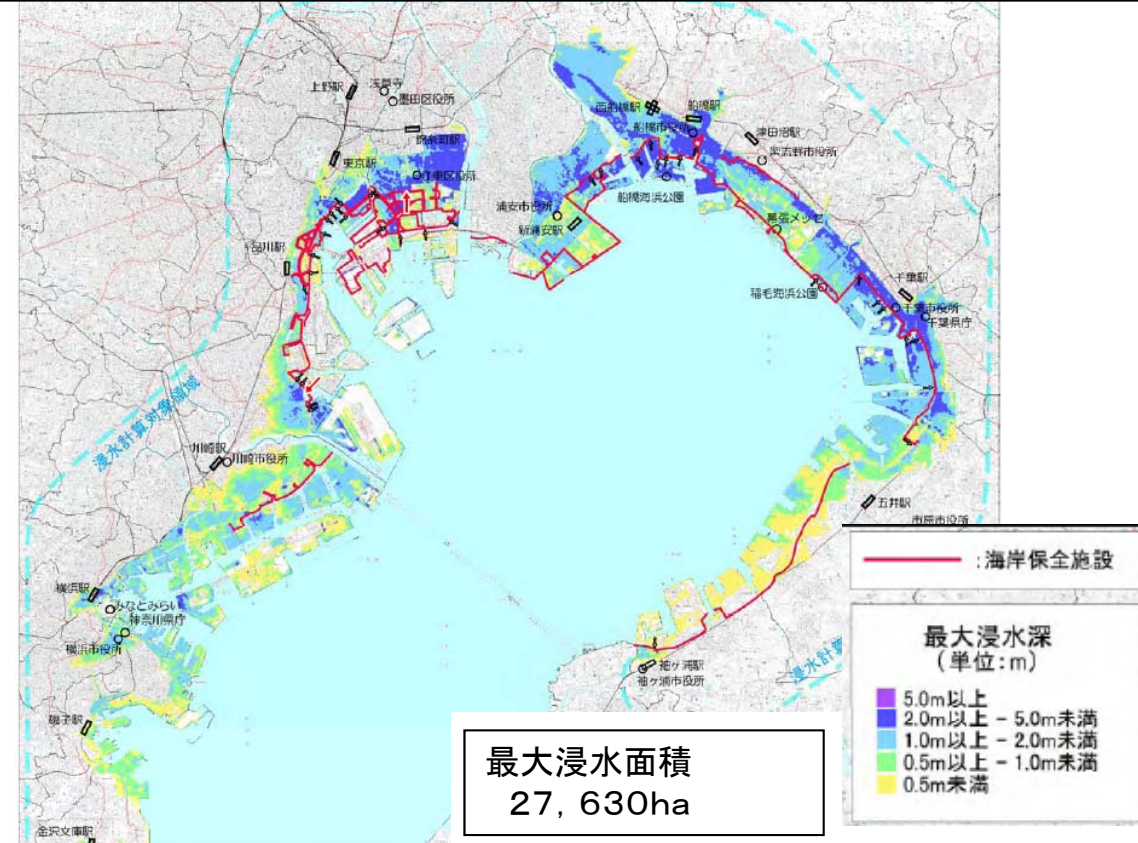 上野駅
浅草寺
墨田区役所
錦糸町駅
東京駅
江東区役所
品川駅
西船橋駅
船橋駅
船橋市役所
津田沼駅
習志野市役所
船橋海浜公園
浦安市役所
新浦安駅
幕張メッセ
稲毛海浜公園
千葉駅
千葉市役所
千葉県庁
浸水計算対象領域
川崎駅
川崎市役所
五井駅
市原市役所
横浜駅
みなとみらい
神奈川県庁
横浜市役所
袖ヶ浦駅
袖ヶ浦市役所
浸水計算
磯子駅
金沢文庫駅
:海岸保全施設
最大浸水深
(単位:m)
5.0m以上
2.0m以上 - 5.0m未満
1.0m以上 - 2.0m未満
0.5m以上 - 1.0m未満
0.5m未満
最大浸水面積
27,630ha